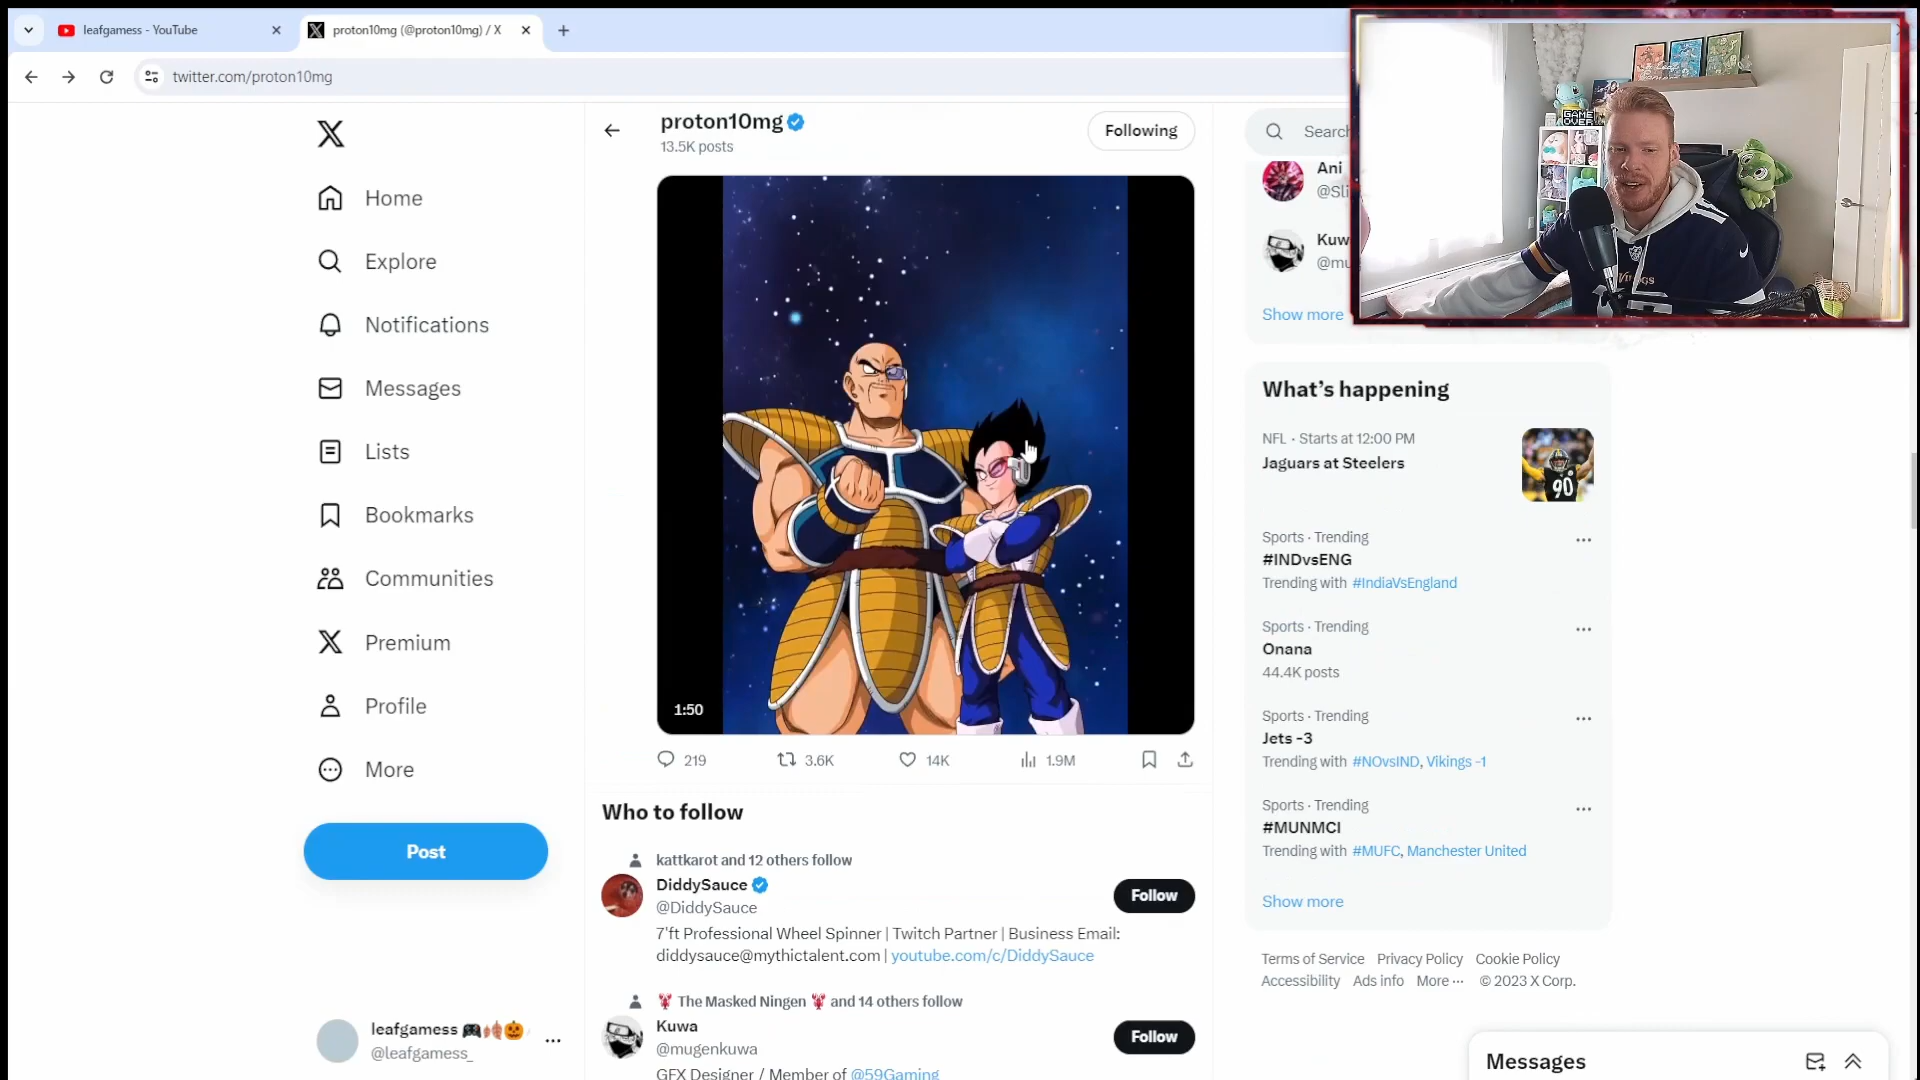 leafgamess - YouTube
proton10mg (@proton10mg) / X
twitter.com/proton10mg
Home
Explore
Notifications
Messages
Lists
Bookmarks
Communities
Premium
Profile
More
Post
leafgamess
@leafgamess_
proton10mg
13.5K posts
Following
1:50
219
3.6K
14K
1.9M
Who to follow
kattkarot and 12 others follow
DiddySauce
@DiddySauce
Follow
7'ft Professional Wheel Spinner | Twitch Partner | Business Email:
diddysauce@mythictalent.com | youtube.com/c/DiddySauce
The Masked Ningen and 14 others follow
Kuwa
@mugenkuwa
Follow
GFX Designer / Member of @59Gaming
Search
Ani
@Sli
Kuw
@mu
Show more
GAME
OVER
What's happening
NFL · Starts at 12:00 PM
Jaguars at Steelers
90
Sports · Trending
#INDvsENG
Trending with #IndiaVsEngland
Sports · Trending
Onana
44.4K posts
Sports · Trending
Jets -3
Trending with #NOvsIND, Vikings -1
Sports · Trending
#MUNMCI
Trending with #MUFC, Manchester United
Show more
Terms of Service Privacy Policy Cookie Policy
Accessibility Ads info More ··· © 2023 X Corp.
Messages